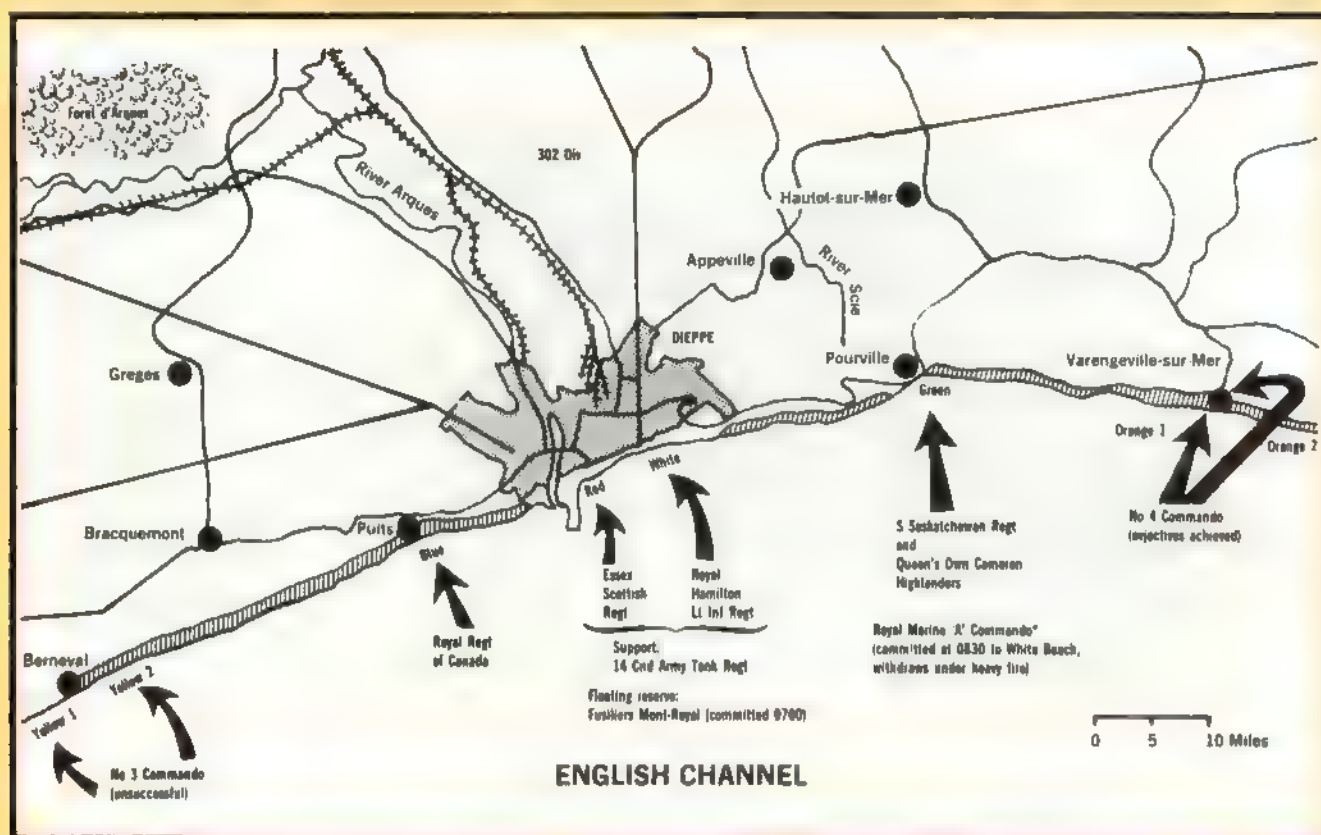 Foret d'Arques
302 Div
River Arques
Hautot-sur-Mer
River
Scie
Appeville
DIEPPE
Greges
Pourville
Varengeville-sur-Mer
Green
Orange 1
Orange 2
White
Red
Bracquemont
Puits
Blue
S Saskatchewan Regt
and
Queen's Own Cameron
Highlanders
No 4 Commando
(objectives achieved)
Essex
Scottish
Regt
Royal
Hamilton
Lt Inf Regt
Royal Regt
of Canada
Support.
14 Cnd Army Tank Regt
Royal Marine 'A' Commando*
(committed at 0830 to White Beach,
withdraws under heavy fire)
Berneval
Yellow 2
Yellow 1
Floating reserve:
Fusiliers Mont-Royal (committed 0700)
0 5 10 Miles
No 3 Commando
(unsuccessful)
ENGLISH CHANNEL